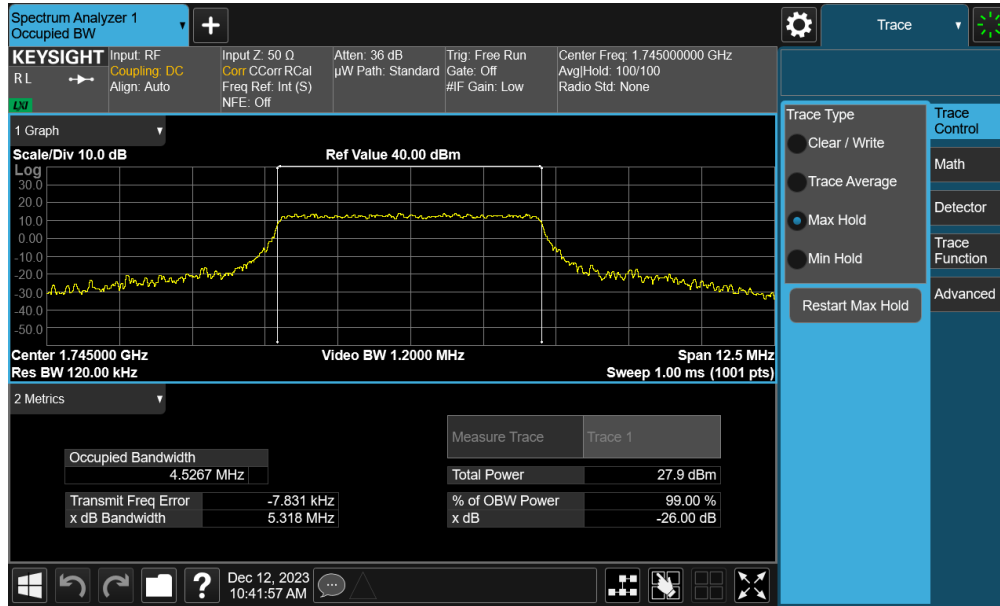 Spectrum Analyzer 1
Occupied BW
+
Trace
KEYSIGHT
R L
LXI
Input: RF
Coupling: DC
Align: Auto
Input Z: 50 Ω
Corr CCorr RCal
Freq Ref: Int (S)
NFE: Off
Atten: 36 dB
µW Path: Standard
Trig: Free Run
Gate: Off
#IF Gain: Low
Center Freq: 1.745000000 GHz
Avg|Hold: 100/100
Radio Std: None
1 Graph
Scale/Div 10.0 dB
Ref Value 40.00 dBm
Log
30.0
20.0
10.0
0.00
-10.0
-20.0
-30.0
-40.0
-50.0
Center 1.745000 GHz
Video BW 1.2000 MHz
Span 12.5 MHz
Res BW 120.00 kHz
Sweep 1.00 ms (1001 pts)
2 Metrics
Measure Trace
Trace 1
Occupied Bandwidth
4.5267 MHz
Total Power
27.9 dBm
Transmit Freq Error
-7.831 kHz
% of OBW Power
99.00 %
x dB Bandwidth
5.318 MHz
x dB
-26.00 dB
Trace Type
Clear / Write
Trace Average
Max Hold
Min Hold
Restart Max Hold
Trace
Control
Math
Detector
Trace
Function
Advanced
?
Dec 12, 2023
10:41:57 AM